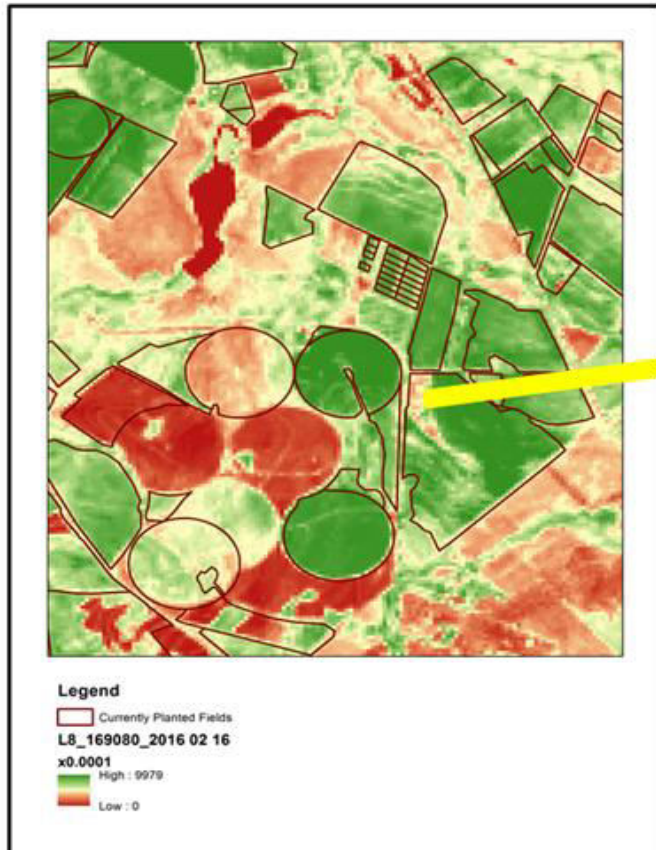 Legend
Currently Planted Fields
L8_169080_2016 02 16
x0.0001
High : 9979
Low : 0